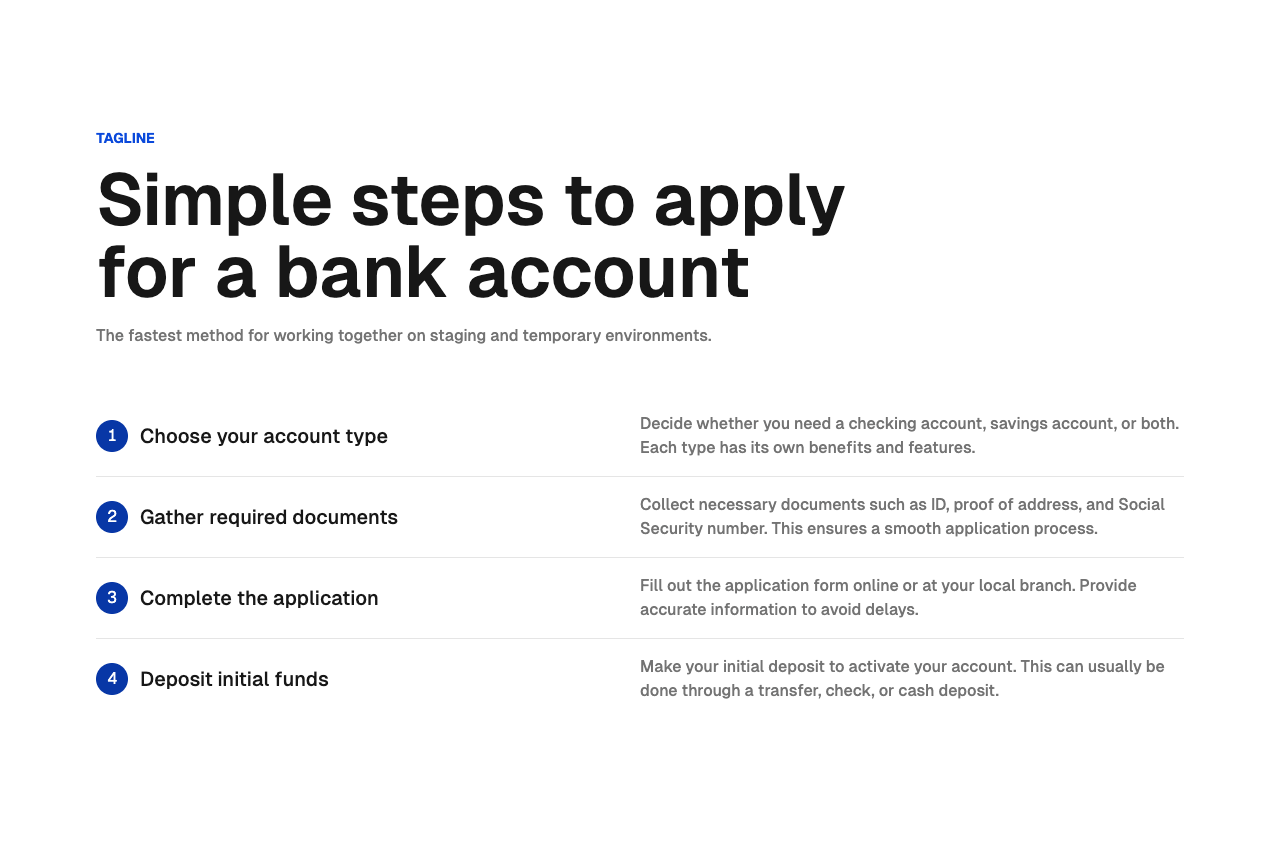 TAGLINE
Simple steps to apply
for a bank account
The fastest method for working together on staging and temporary environments.
1 Choose your account type
Decide whether you need a checking account, savings account, or both.
Each type has its own benefits and features.
2 Gather required documents
Collect necessary documents such as ID, proof of address, and Social
Security number. This ensures a smooth application process.
3 Complete the application
Fill out the application form online or at your local branch. Provide
accurate information to avoid delays.
4 Deposit initial funds
Make your initial deposit to activate your account. This can usually be
done through a transfer, check, or cash deposit.